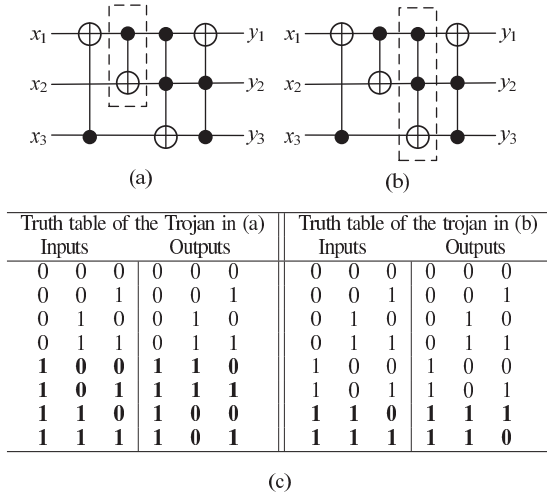 x1 y1 x1 y1
x2 y2 x2 y2
x3 y3 x3 y3
(a) (b)
Truth table of the Trojan in (a) Truth table of the trojan in (b)
Inputs Outputs Inputs Outputs
0 0 0 0 0 0 0 0 0 0 0 0
0 0 1 0 0 1 0 0 1 0 0 1
0 1 0 0 1 0 0 1 0 0 1 0
0 1 1 0 1 1 0 1 1 0 1 1
1 0 0 1 1 0 1 0 0 1 0 0
1 0 1 1 1 1 1 0 1 1 0 1
1 1 0 1 0 0 1 1 0 1 1 1
1 1 1 1 0 1 1 1 1 1 1 0
(c)